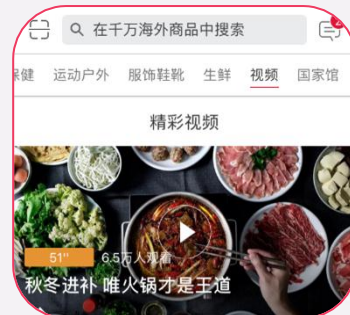 在千万海外商品中搜索
保健 运动户外 服饰鞋靴 生鲜 视频 国家馆
精彩视频
51" 6.5万人观看
秋冬进补 唯火锅才是王道